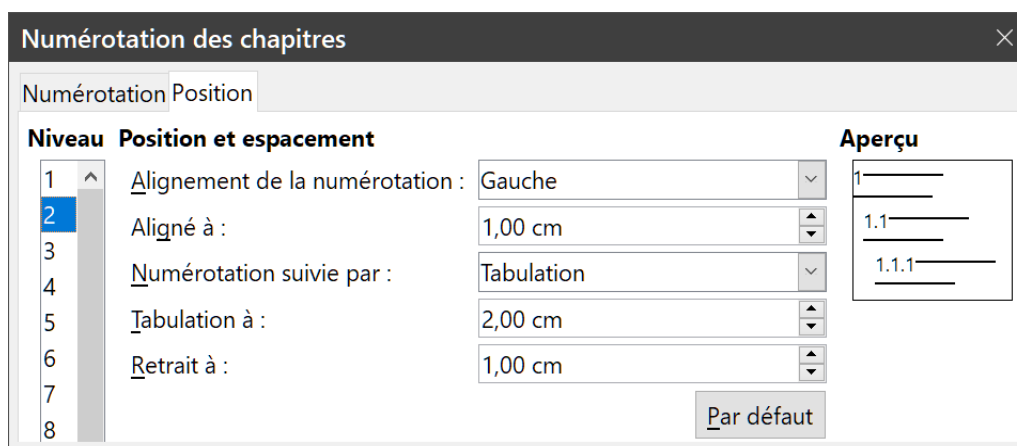 Numérotation des chapitres
Numérotation Position
Niveau Position et espacement Aperçu
1 Alignement de la numérotation : Gauche 1
2 Aligné à : 1,00 cm 1.1
3 Numérotation suivie par : Tabulation 1.1.1
4
5 Tabulation à : 2,00 cm
6 Retrait à : 1,00 cm
7
8 Par défaut